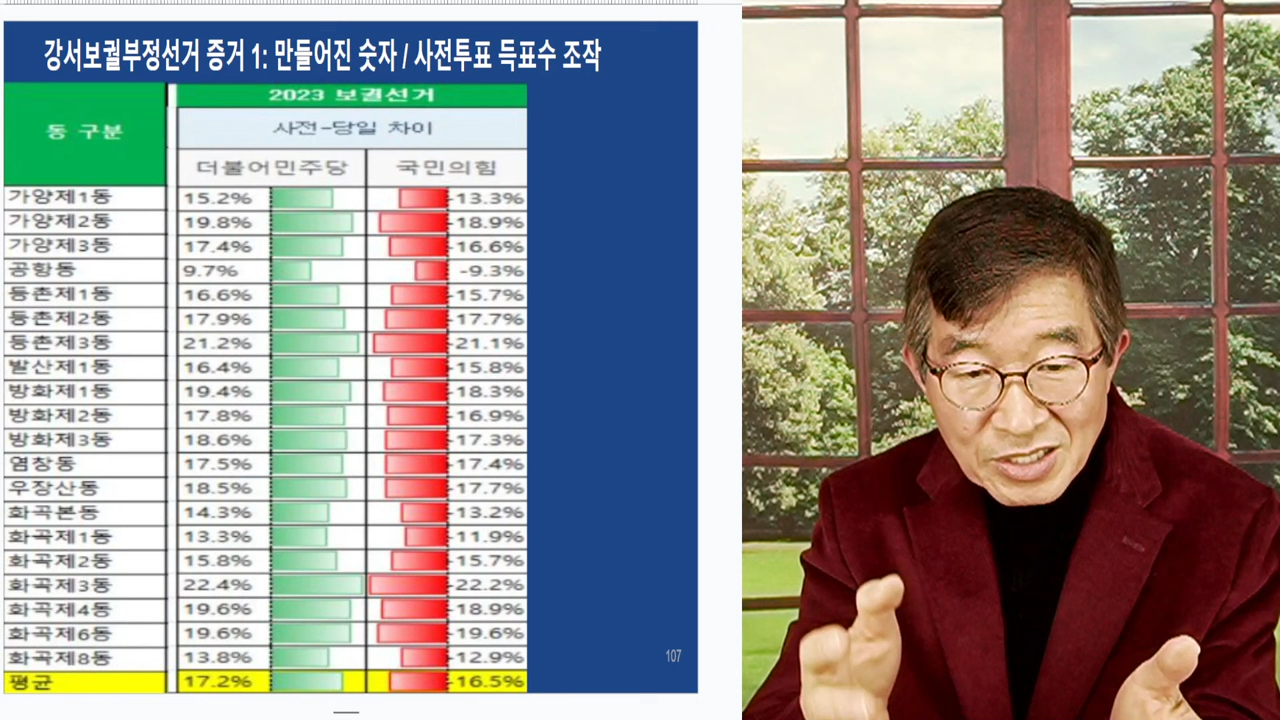 강서보궐부정선거 증거 1: 만들어진 숫자 / 사전투표 득표수 조작
동 구분
2023 보궐선거
사전-당일 차이
더불어민주당 국민의힘
가양제1동 15.2% -13.3%
가양제2동 19.8% -18.9%
가양제3동 17.4% -16.6%
공항동 9.7% -9.3%
등촌제1동 16.6% -15.7%
등촌제2동 17.9% -17.7%
등촌제3동 21.2% -21.1%
발산제1동 16.4% -15.8%
방화제1동 19.4% -18.3%
방화제2동 17.8% -16.9%
방화제3동 18.6% -17.3%
염창동 17.5% -17.4%
우장산동 18.5% -17.7%
화곡본동 14.3% -13.2%
화곡제1동 13.3% -11.9%
화곡제2동 15.8% -15.7%
화곡제3동 22.4% -22.2%
화곡제4동 19.6% -18.9%
화곡제6동 19.6% -19.6%
화곡제8동 13.8% -12.9%
평균 17.2% -16.5%
107